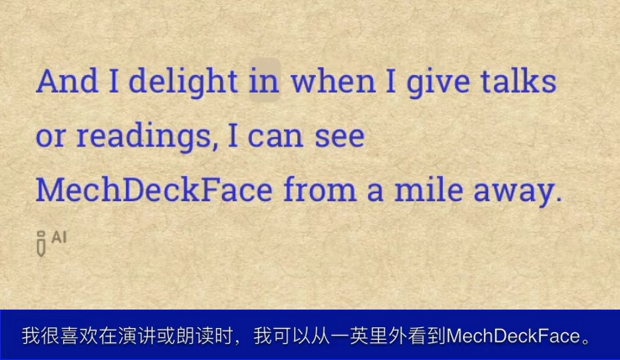 And I delight in when I give talks
or readings, I can see
MechDeckFace from a mile away.
AI
我很喜欢在演讲或朗读时，我可以从一英里外看到MechDeckFace。